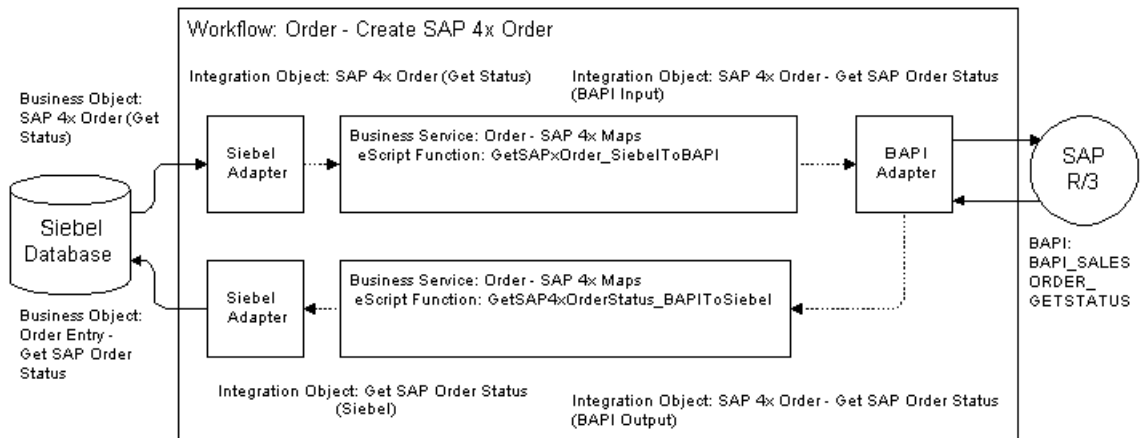 Workflow: Order - Create SAP 4x Order
Integration Object: SAP 4x Order (Get Status)
Integration Object: SAP 4x Order - Get SAP Order Status
(BAPI Input)
Business Object:
SAP 4x Order (Get
Status)
Siebel
Adapter
Business Service: Order - SAP 4x Maps
eScript Function: GetSAPxOrder_SiebelToBAPI
BAPI
Adapter
SAP
R/3
Siebel
Database
BAPI:
BAPI_SALES
ORDER_
GETSTATUS
Siebel
Adapter
Business Service: Order - SAP 4x Maps
eScript Function: GetSAP4xOrderStatus_BAPIToSiebel
Business Object:
Order Entry -
Get SAP Order
Status
Integration Object: Get SAP Order Status
(Siebel)
Integration Object: SAP 4x Order - Get SAP Order Status
(BAPI Output)